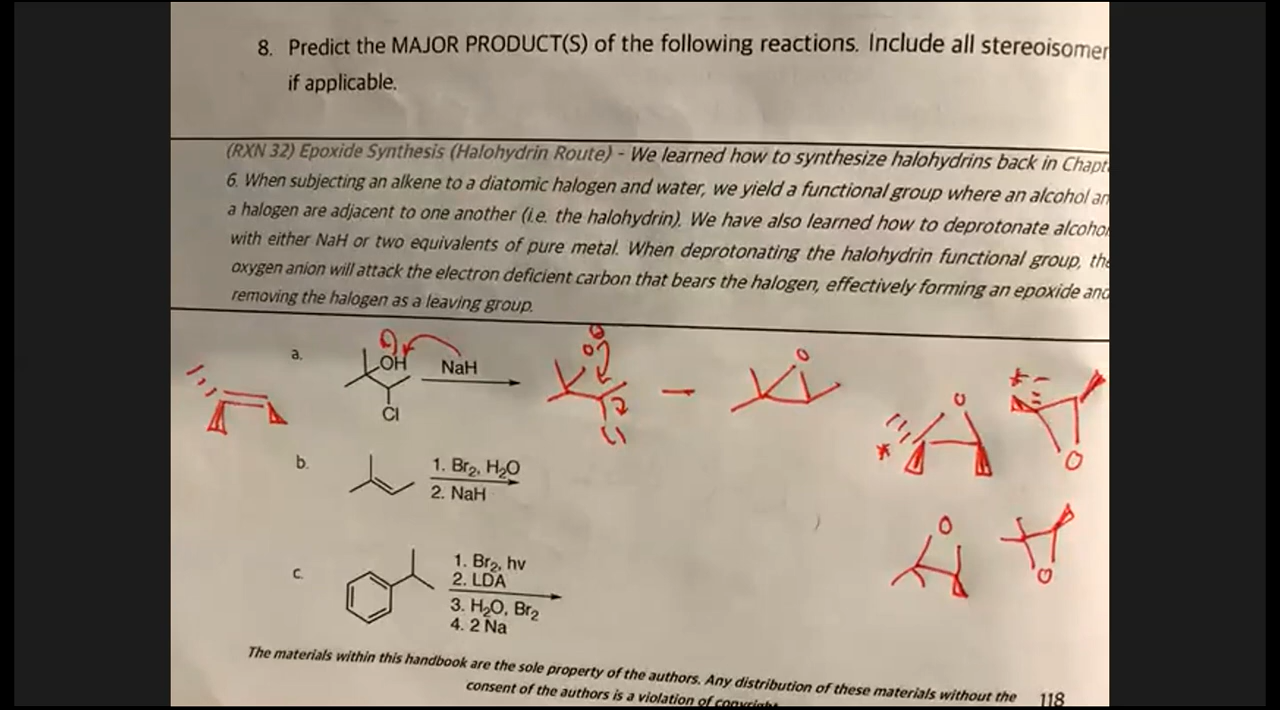 8. Predict the MAJOR PRODUCT(S) of the following reactions. Include all stereoisomer
if applicable.
(RXN 32) Epoxide Synthesis (Halohydrin Route) - We learned how to synthesize halohydrins back in Chapt
6. When subjecting an alkene to a diatomic halogen and water, we yield a functional group where an alcohol an
a halogen are adjacent to one another (i.e. the halohydrin). We have also learned how to deprotonate alcohol
with either NaH or two equivalents of pure metal. When deprotonating the halohydrin functional group, the
oxygen anion will attack the electron deficient carbon that bears the halogen, effectively forming an epoxide and
removing the halogen as a leaving group.
a.
OH
NaH
Cl
O
Cl
O
O
O
b.
1. Br2, H2O
2. NaH
O
O
c.
1. Br2, hv
2. LDA
3. H2O, Br2
4. 2 Na
The materials within this handbook are the sole property of the authors. Any distribution of these materials without the
consent of the authors is a violation of copyright
118